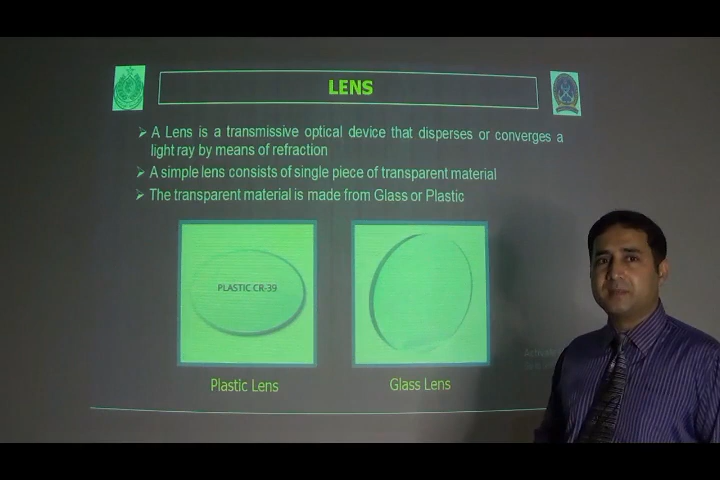 LENS
➢ A Lens is a transmissive optical device that disperses or converges a
light ray by means of refraction
➢ A simple lens consists of single piece of transparent material
➢ The transparent material is made from Glass or Plastic
PLASTIC CR-39
Plastic Lens
Glass Lens